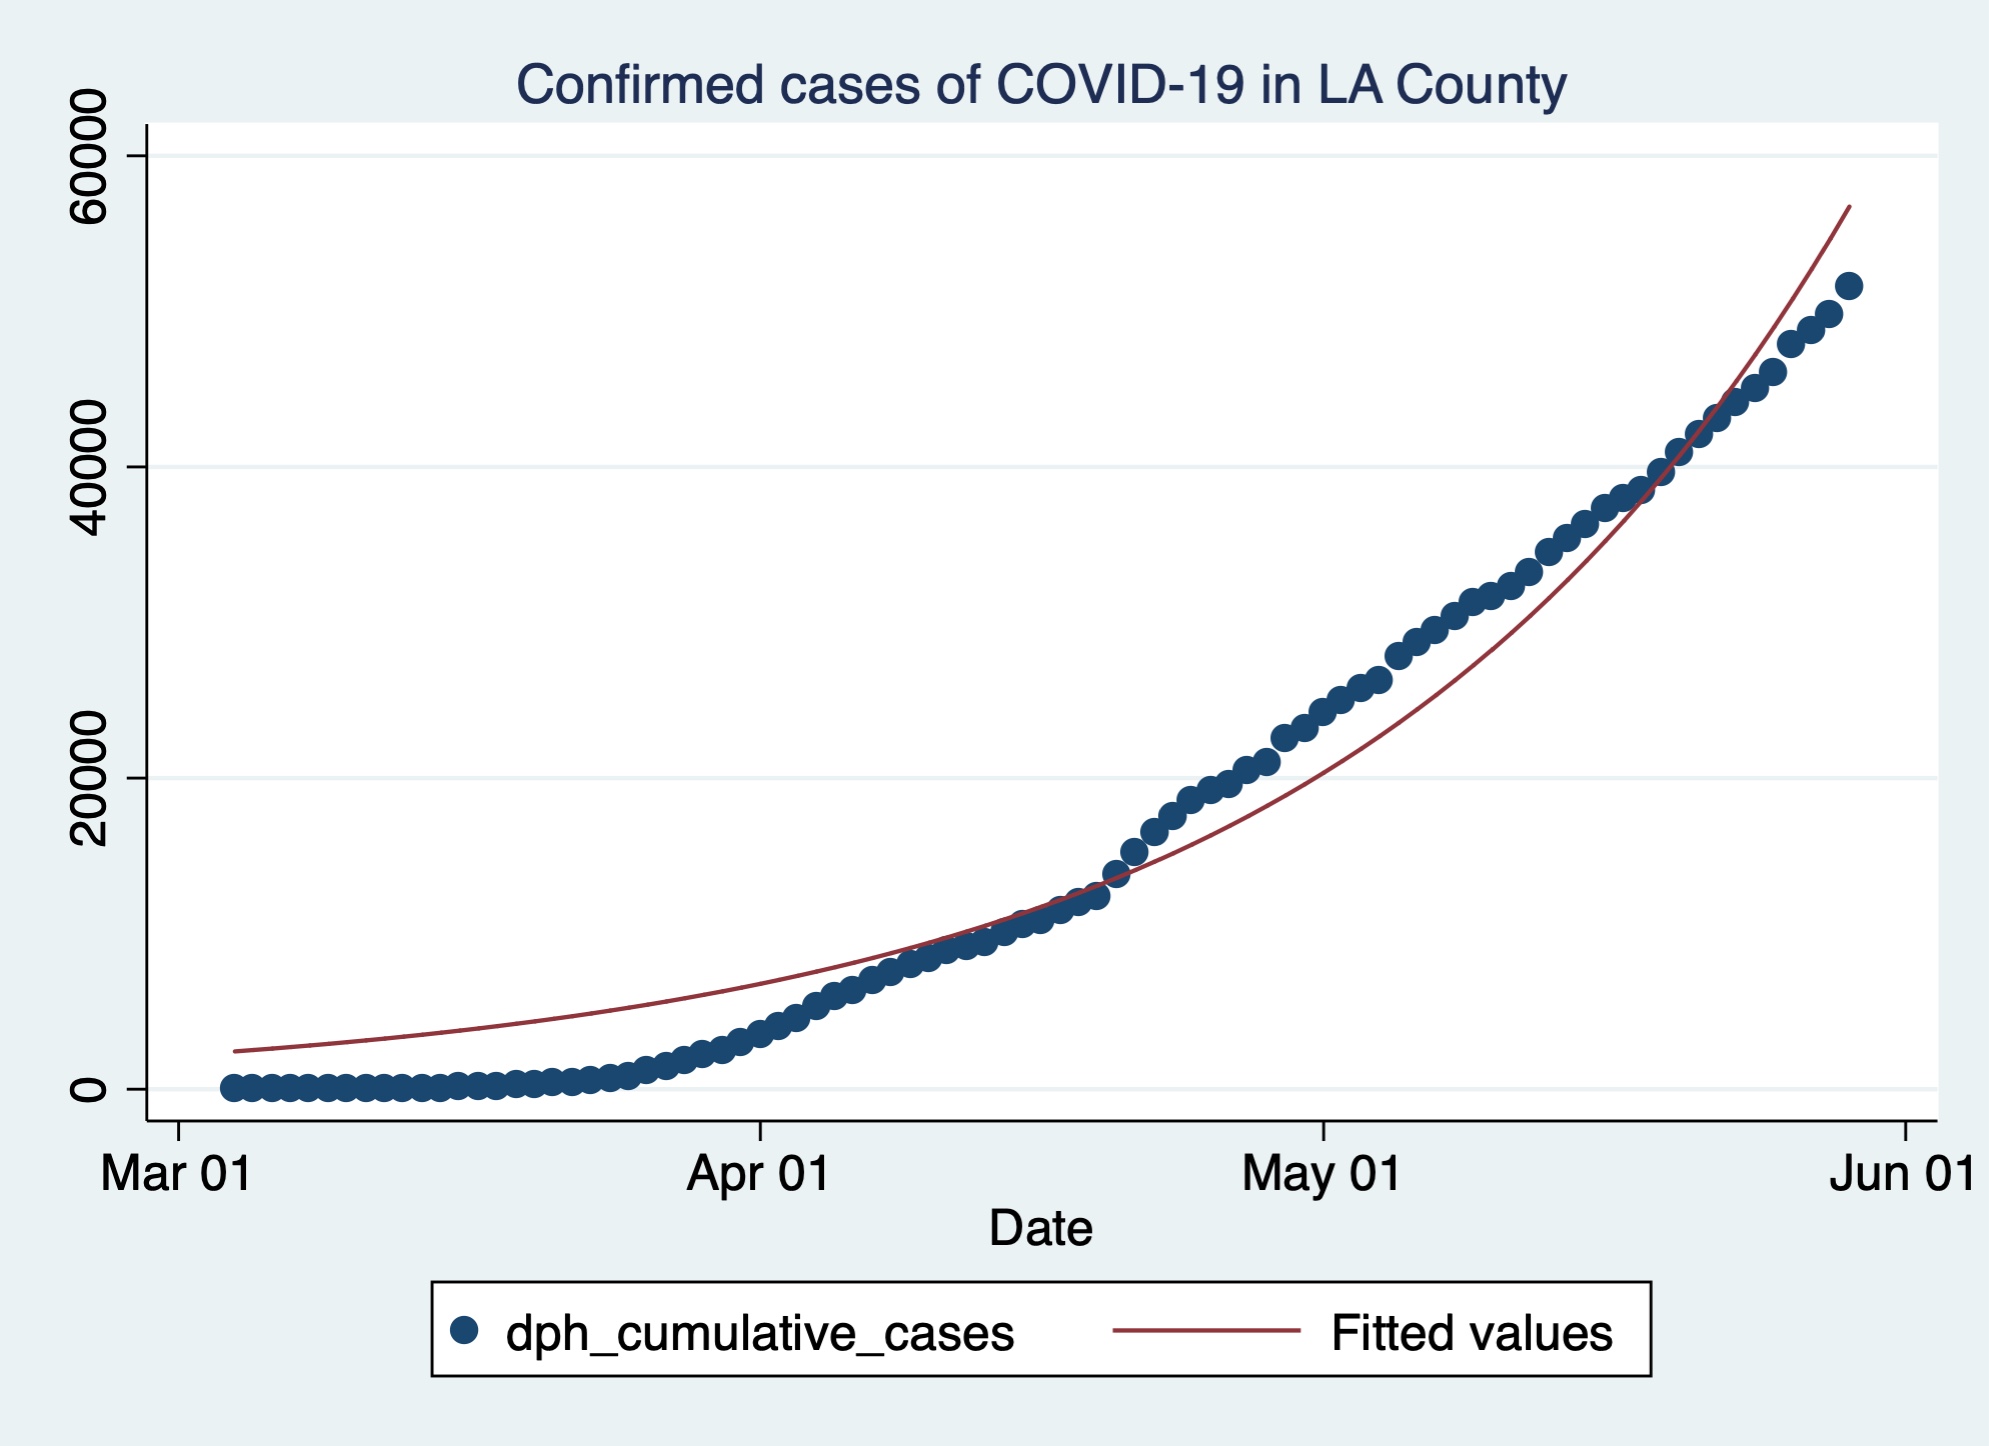 Confirmed cases of COVID-19 in LA County
60000
40000
20000
0
Mar 01 Apr 01 May 01 Jun 01
Date
dph_cumulative_cases Fitted values